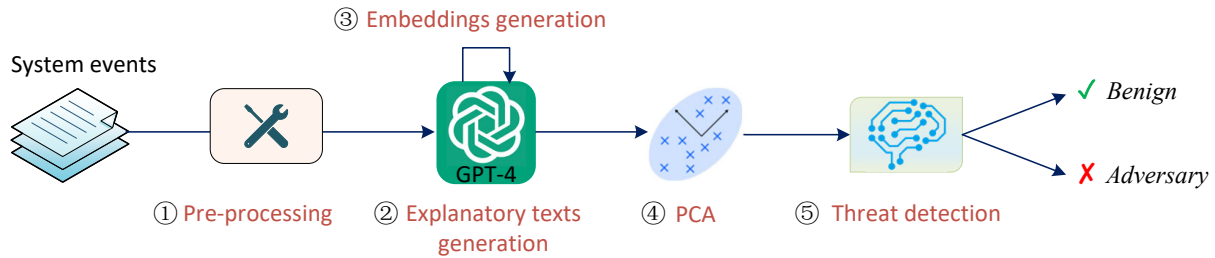 ③ Embeddings generation
System events
GPT-4
✓ Benign
✗ Adversary
① Pre-processing
② Explanatory texts
generation
④ PCA
⑤ Threat detection